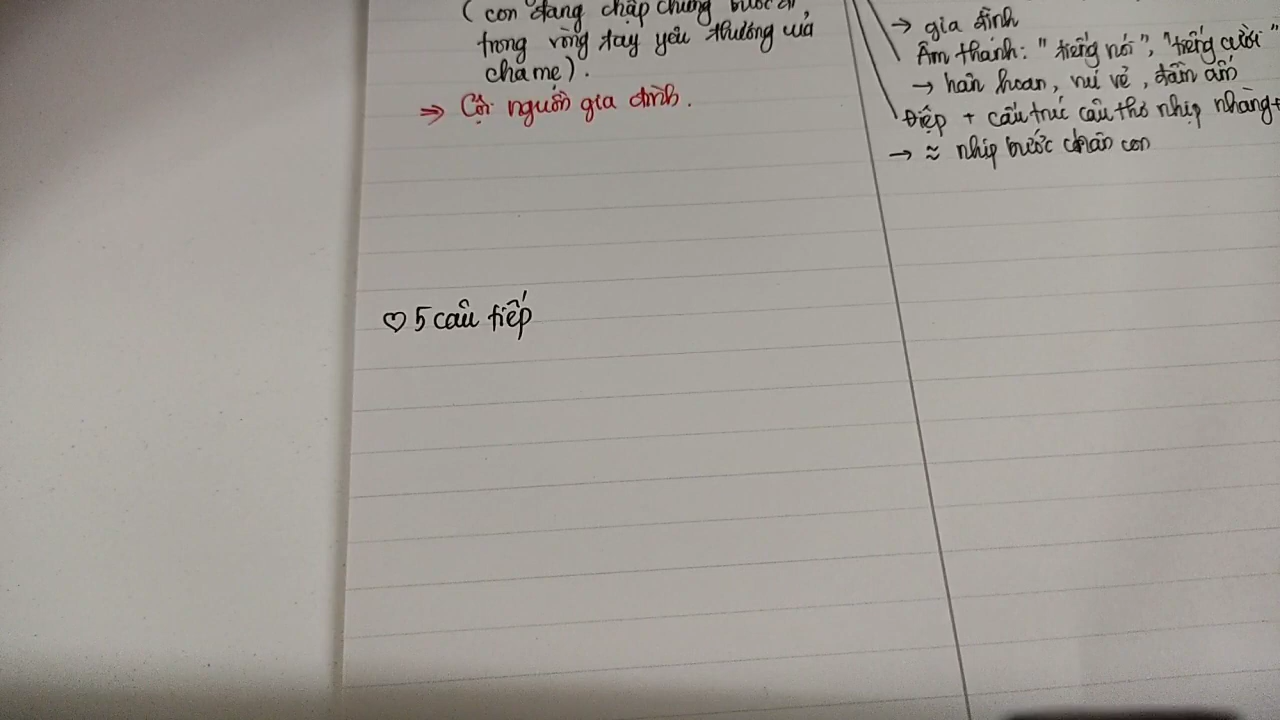 ( con đang chập chững bước đi,
trong vòng tay yêu thương của
cha mẹ).
⇒ Cội nguồn gia đình.
♡ 5 câu tiếp
→ gia đình
Âm thanh: "tiếng nói", "tiếng cười"
→ hân hoan, vui vẻ, đầm ấm
Điệp + cấu trúc câu thơ nhịp nhàng
→ ≈ nhịp bước chân con